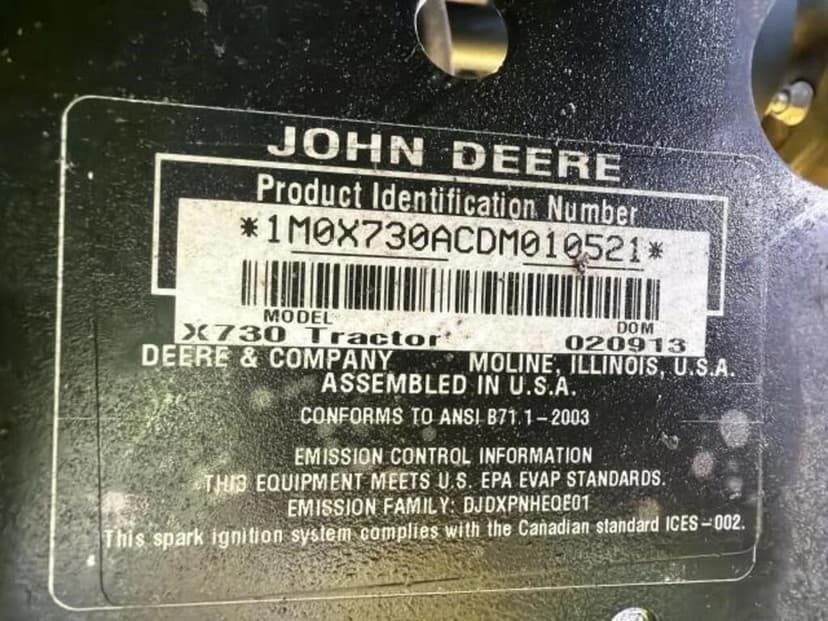 JOHN DEERE
Product Identification Number
*1M0X730ACDM010521*
MODEL DOM
X730 Tractor 020913
DEERE & COMPANY MOLINE, ILLINOIS, U.S.A.
ASSEMBLED IN U.S.A.
CONFORMS TO ANSI B71.1-2003
EMISSION CONTROL INFORMATION
THIS EQUIPMENT MEETS U.S. EPA EVAP STANDARDS.
EMISSION FAMILY: DJDXPNHEQE01
This spark ignition system complies with the Canadian standard ICES-002.